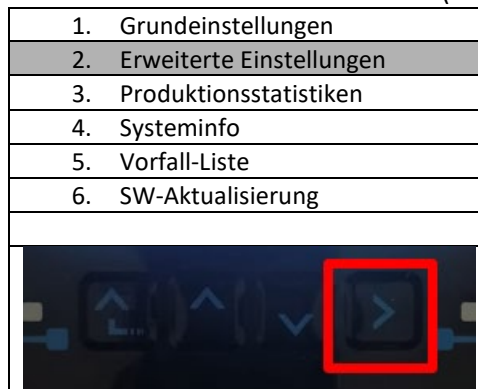 1. Grundeinstellungen
2. Erweiterte Einstellungen
3. Produktionsstatistiken
4. Systeminfo
5. Vorfall-Liste
6. SW-Aktualisierung